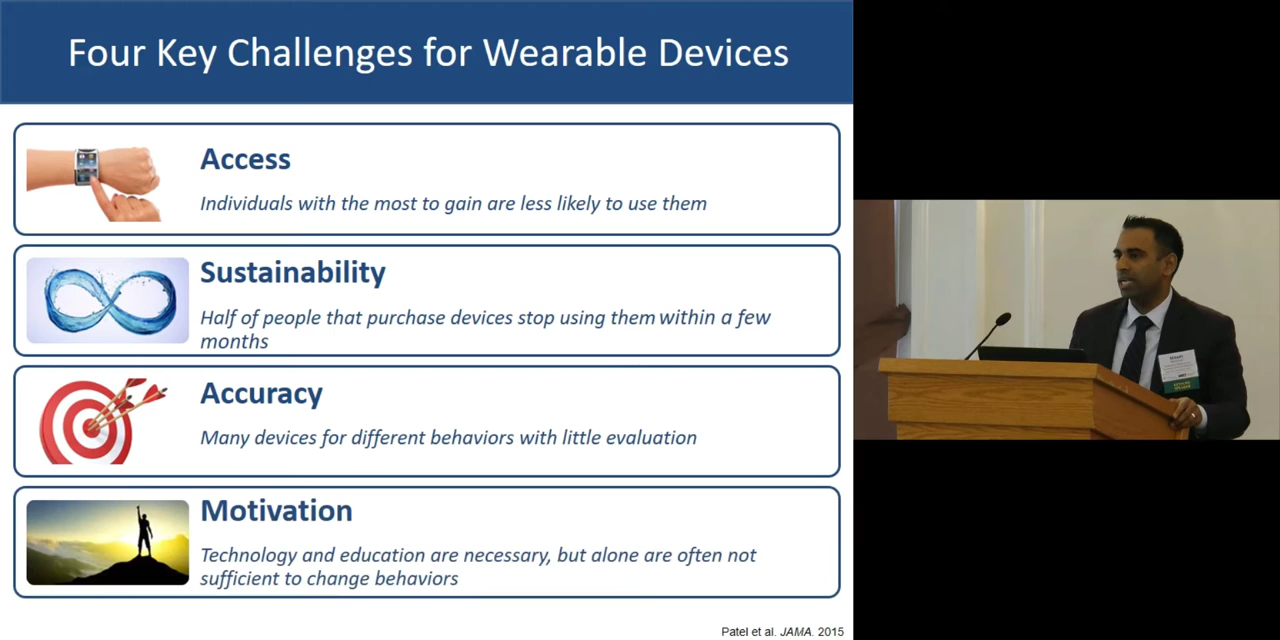 Four Key Challenges for Wearable Devices
Access
Individuals with the most to gain are less likely to use them
Sustainability
Half of people that purchase devices stop using them within a few
months
Accuracy
Many devices for different behaviors with little evaluation
Motivation
Technology and education are necessary, but alone are often not
sufficient to change behaviors
Patel et al. JAMA. 2015